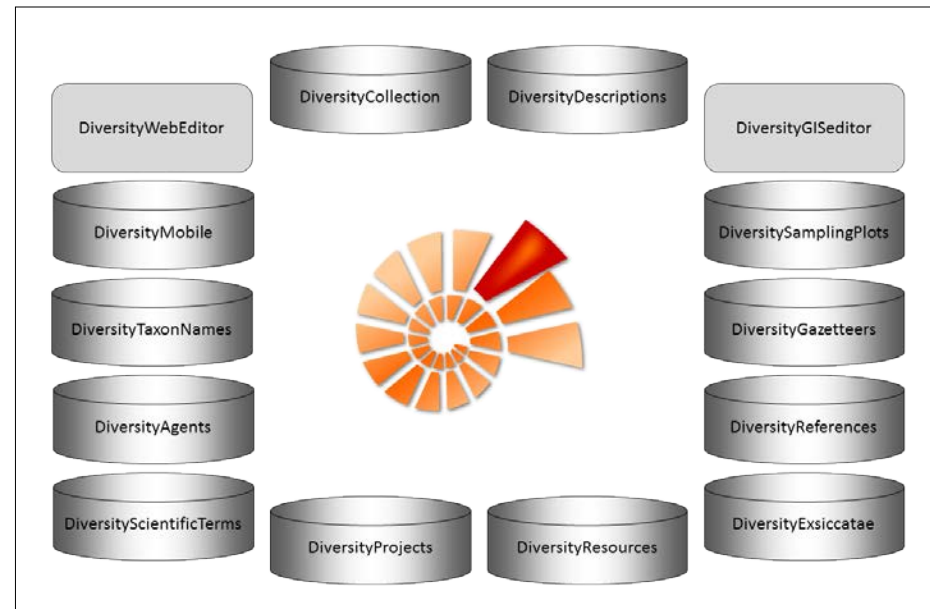 DiversityCollection
DiversityDescriptions
DiversityWebEditor
DiversityGISeditor
DiversityMobile
DiversitySamplingPlots
DiversityTaxonNames
DiversityGazetteers
DiversityAgents
DiversityReferences
DiversityScientificTerms
DiversityExsiccatae
DiversityProjects
DiversityResources